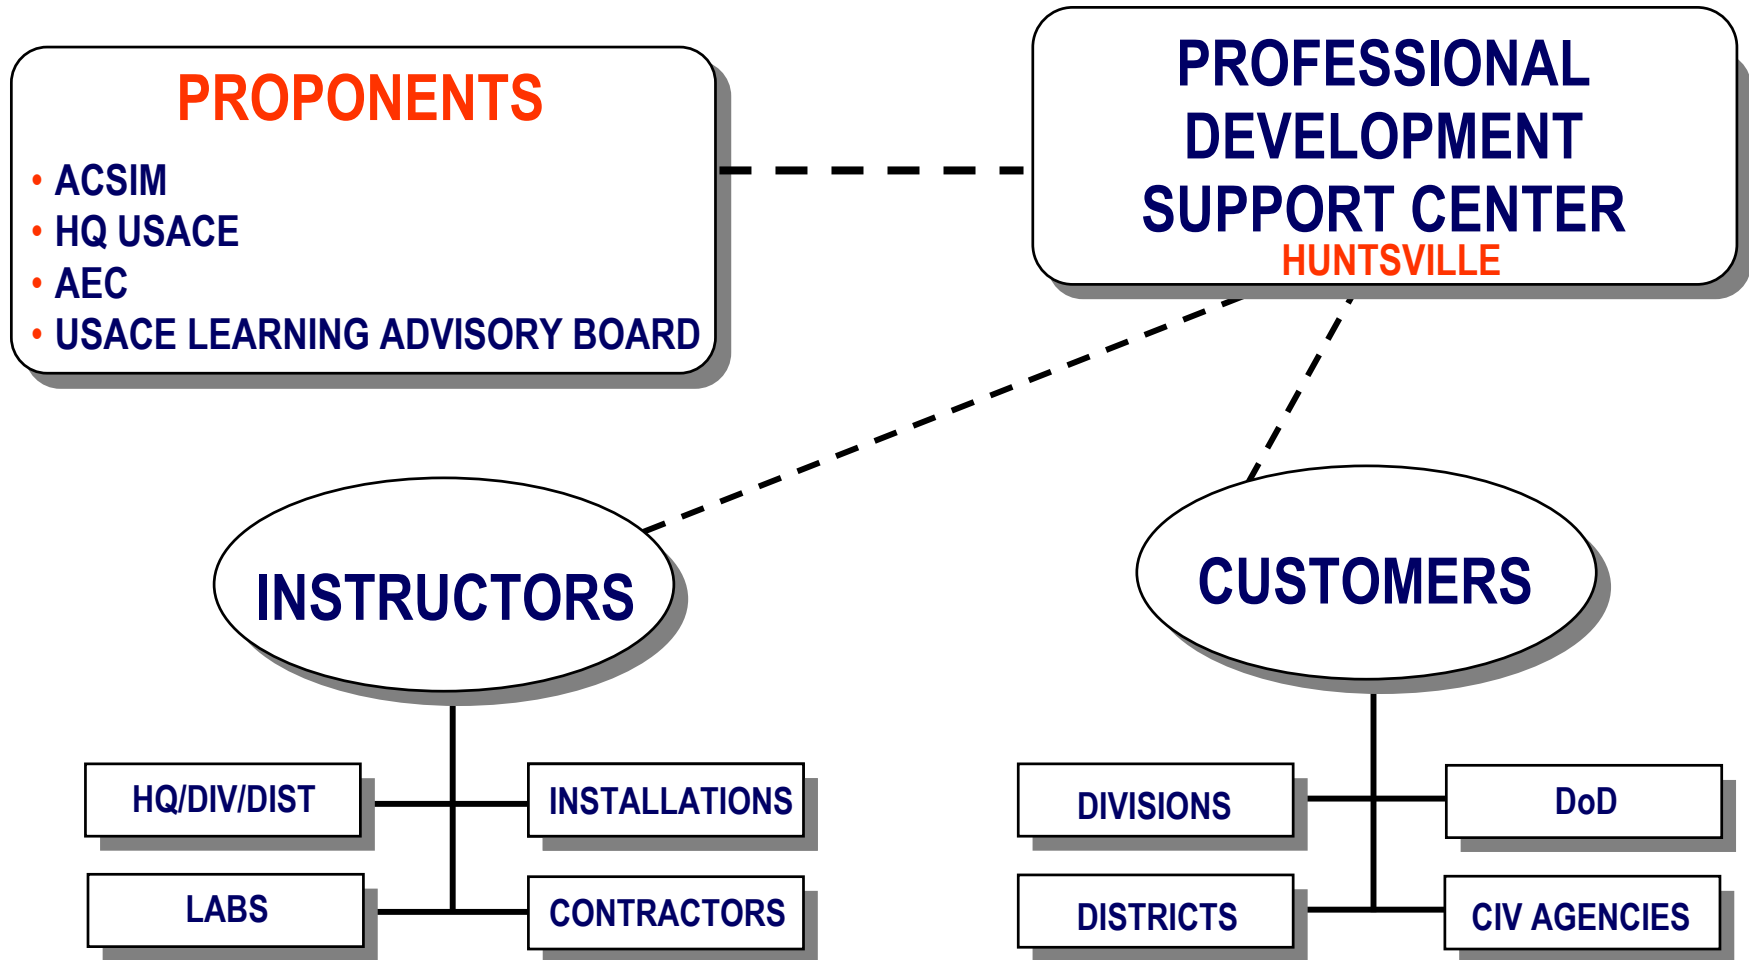 PROPONENTS
• ACSIM
• HQ USACE
• AEC
• USACE LEARNING ADVISORY BOARD
PROFESSIONAL
DEVELOPMENT
SUPPORT CENTER
HUNTSVILLE
INSTRUCTORS
HQ/DIV/DIST
INSTALLATIONS
LABS
CONTRACTORS
CUSTOMERS
DIVISIONS
DoD
DISTRICTS
CIV AGENCIES